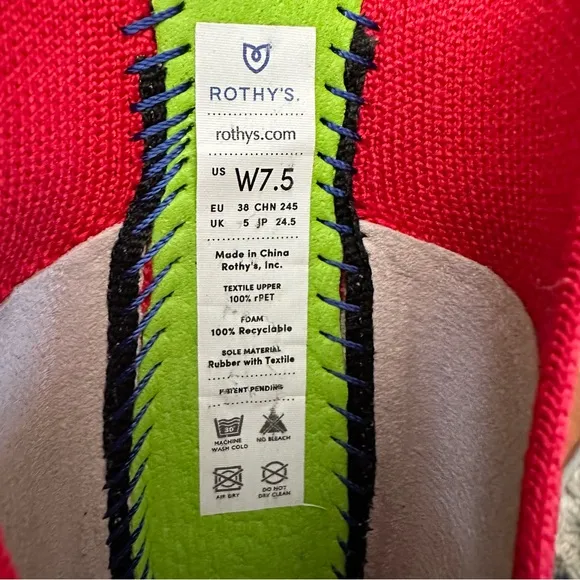 ROTHY'S.
rothys.com
US W7.5
EU 38 CHN 245
UK 5 JP 24.5
Made in China
Rothy's, Inc.
TEXTILE UPPER
100% rPET
FOAM
100% Recyclable
SOLE MATERIAL
Rubber with Textile
PATENT PENDING
30°
MACHINE WASH COLD
NO BLEACH
AIR DRY
DO NOT DRY CLEAN